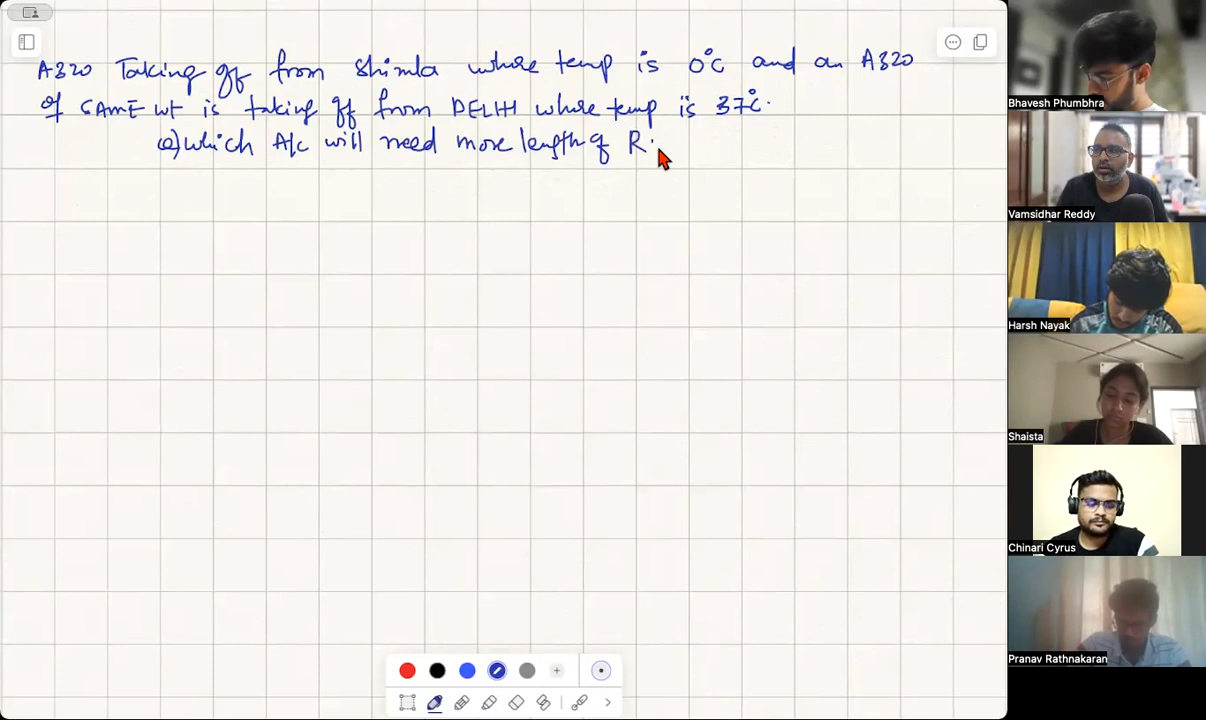 A320 Taking off from Shimla whose temp is 0°C and an A320
of SAME wt is taking off from DELHI whose temp is 37°C.
(a) which A/c will need more length of R.
Bhavesh Phumbhra
Vamsidhar Reddy
Harsh Nayak
Shaista
Chinari Cyrus
Pranav Rathnakaran